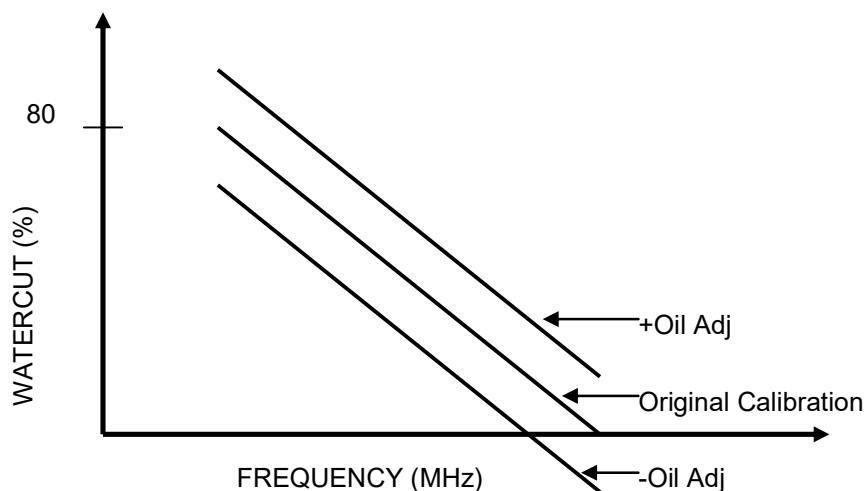 80
WATERCUT (%)
+Oil Adj
Original Calibration
FREQUENCY (MHz)
-Oil Adj